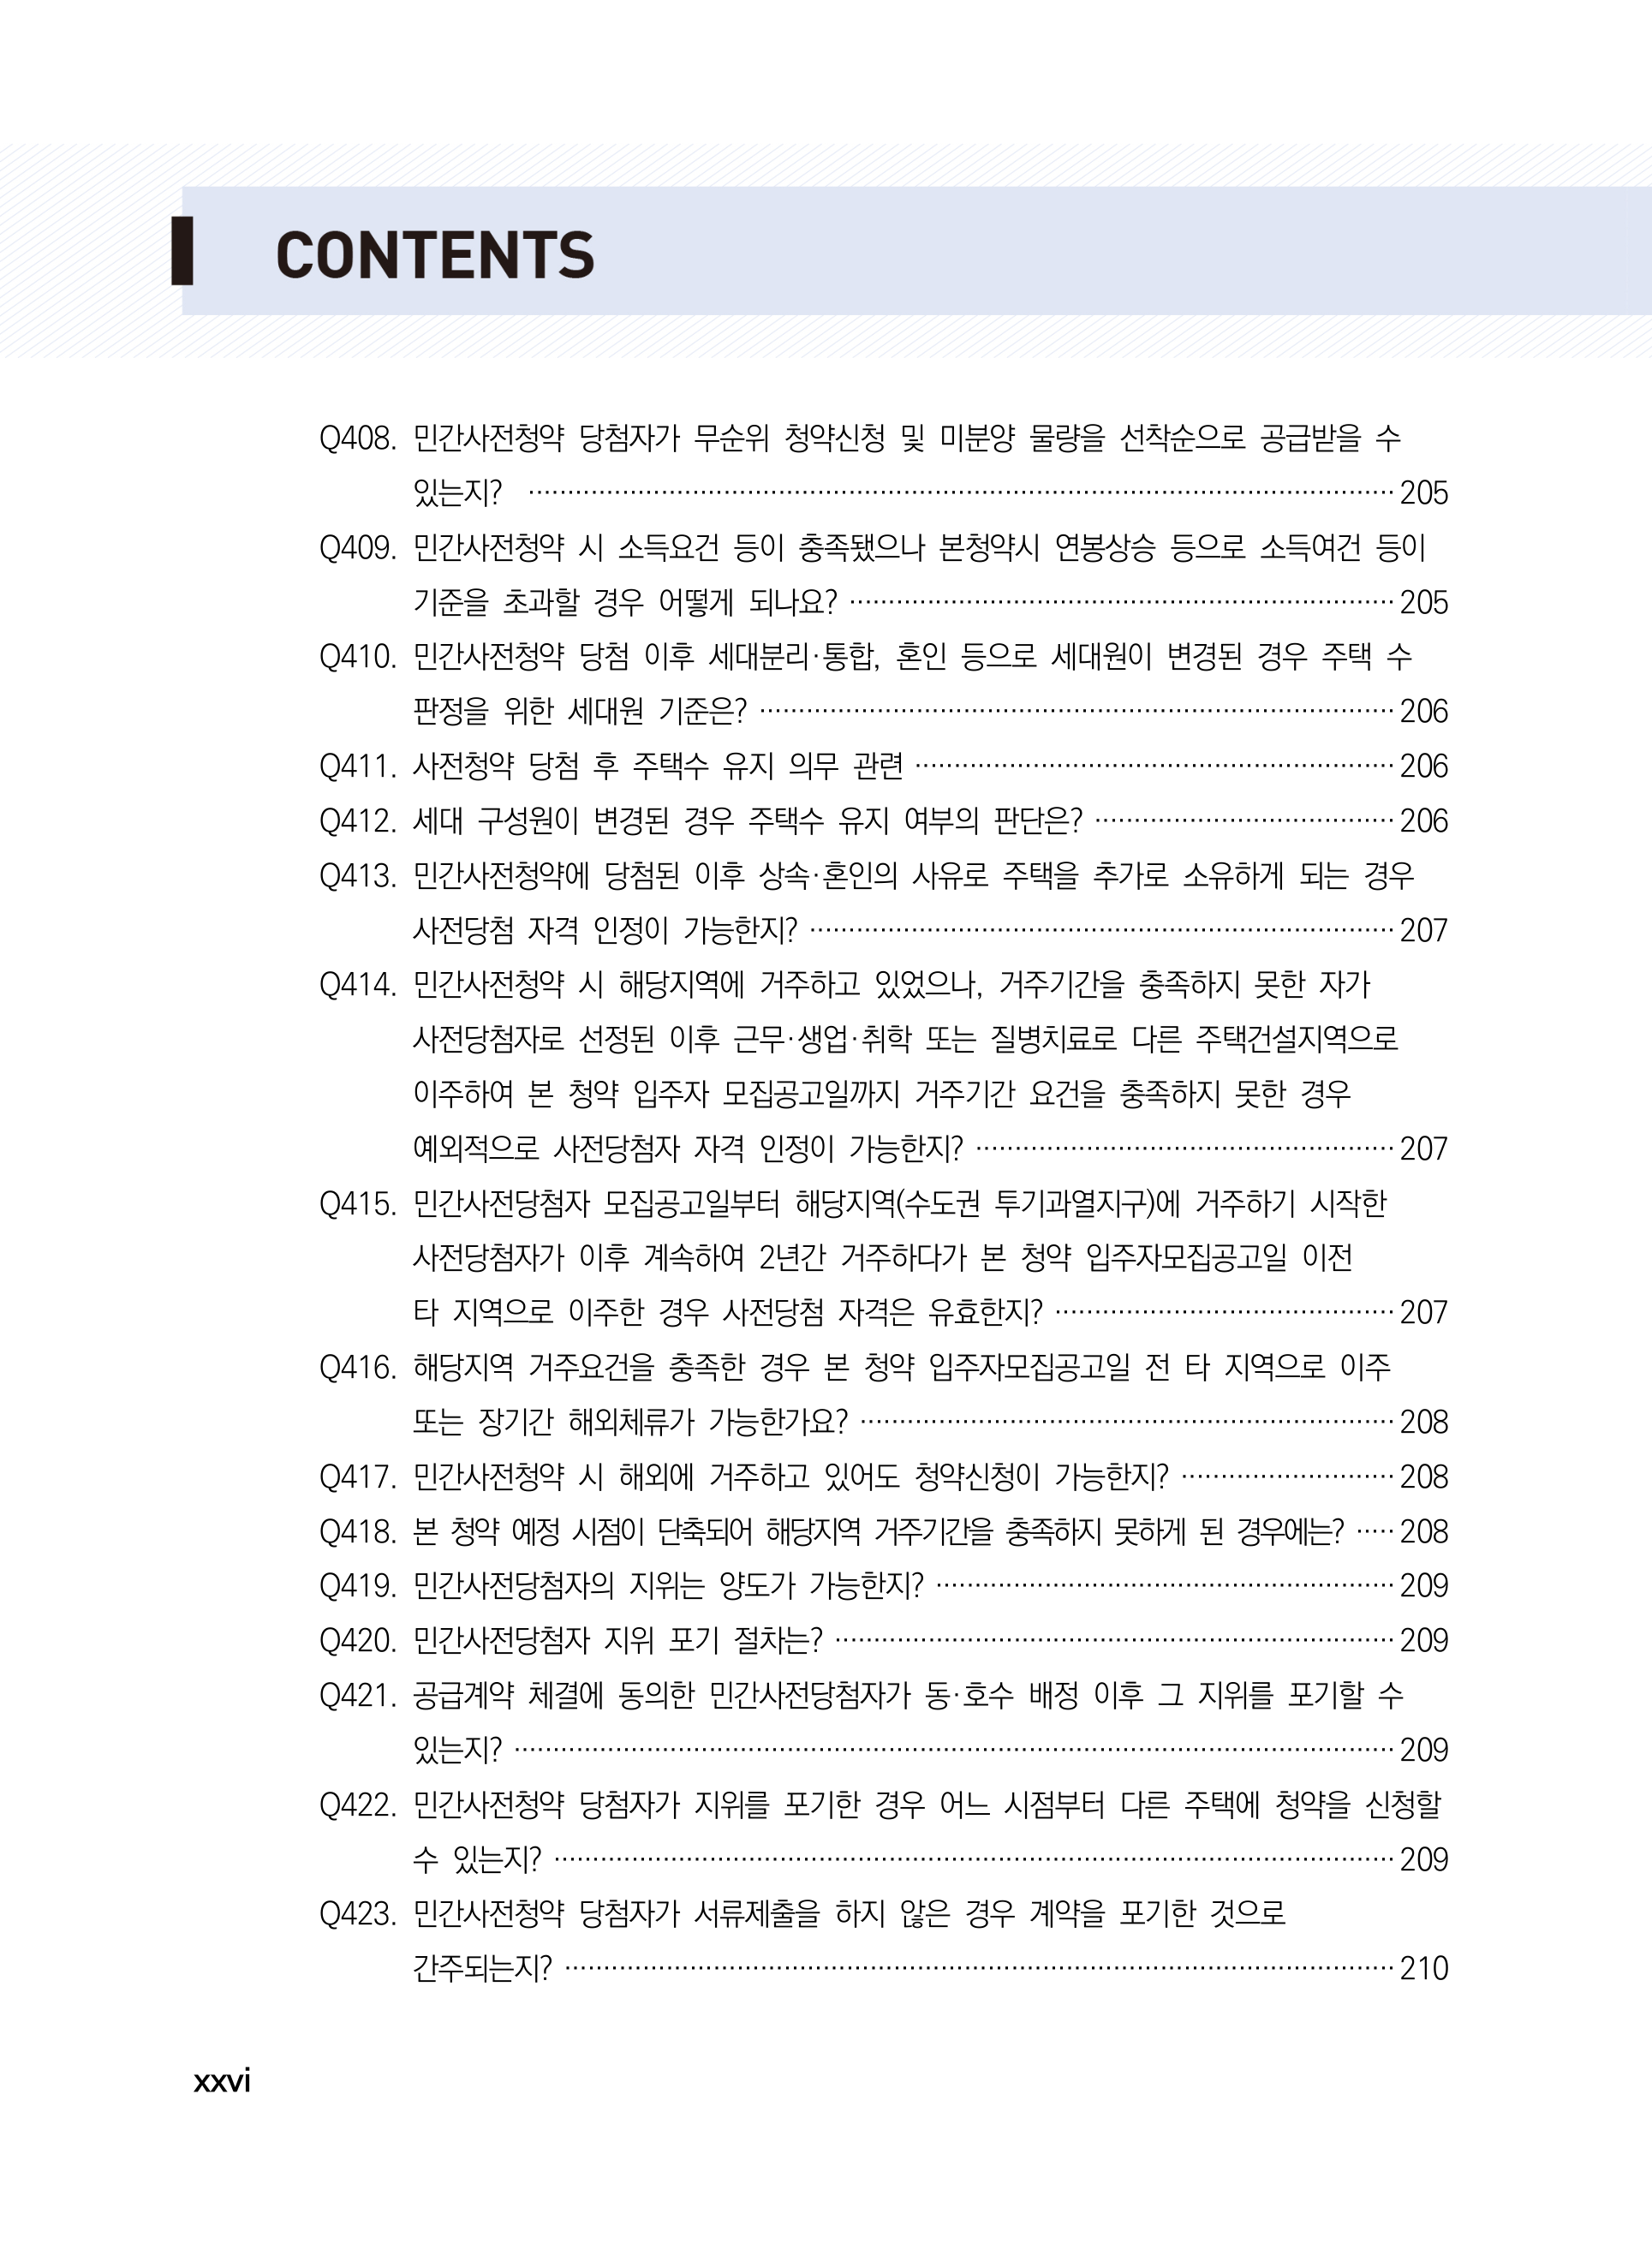 CONTENTS
Q408. 민간사전청약 당첨자가 무순위 청약신청 및 미분양 물량을 선착순으로 공급받을 수
있는지? ········ 205
Q409. 민간사전청약 시 소득요건 등이 충족됐으나 본청약시 연봉상승 등으로 소득여건 등이
기준을 초과할 경우 어떻게 되나요? ········ 205
Q410. 민간사전청약 당첨 이후 세대분리·통합, 혼인 등으로 세대원이 변경된 경우 주택 수
판정을 위한 세대원 기준은? ········ 206
Q411. 사전청약 당첨 후 주택수 유지 의무 관련 ········ 206
Q412. 세대 구성원이 변경된 경우 주택수 유지 여부의 판단은? ········ 206
Q413. 민간사전청약에 당첨된 이후 상속·혼인의 사유로 주택을 추가로 소유하게 되는 경우
사전당첨 자격 인정이 가능한지? ········ 207
Q414. 민간사전청약 시 해당지역에 거주하고 있었으나, 거주기간을 충족하지 못한 자가
사전당첨자로 선정된 이후 근무·생업·취학 또는 질병치료로 다른 주택건설지역으로
이주하여 본 청약 입주자 모집공고일까지 거주기간 요건을 충족하지 못한 경우
예외적으로 사전당첨자 자격 인정이 가능한지? ········ 207
Q415. 민간사전당첨자 모집공고일부터 해당지역(수도권 투기과열지구)에 거주하기 시작한
사전당첨자가 이후 계속하여 2년간 거주하다가 본 청약 입주자모집공고일 이전
타 지역으로 이주한 경우 사전당첨 자격은 유효한지? ········ 207
Q416. 해당지역 거주요건을 충족한 경우 본 청약 입주자모집공고일 전 타 지역으로 이주
또는 장기간 해외체류가 가능한가요? ········ 208
Q417. 민간사전청약 시 해외에 거주하고 있어도 청약신청이 가능한지? ········ 208
Q418. 본 청약 예정 시점이 단축되어 해당지역 거주기간을 충족하지 못하게 된 경우에는? ····· 208
Q419. 민간사전당첨자의 지위는 양도가 가능한지? ········ 209
Q420. 민간사전당첨자 지위 포기 절차는? ········ 209
Q421. 공급계약 체결에 동의한 민간사전당첨자가 동·호수 배정 이후 그 지위를 포기할 수
있는지? ········ 209
Q422. 민간사전청약 당첨자가 지위를 포기한 경우 어느 시점부터 다른 주택에 청약을 신청할
수 있는지? ········ 209
Q423. 민간사전청약 당첨자가 서류제출을 하지 않은 경우 계약을 포기한 것으로
간주되는지? ········ 210
xxvi